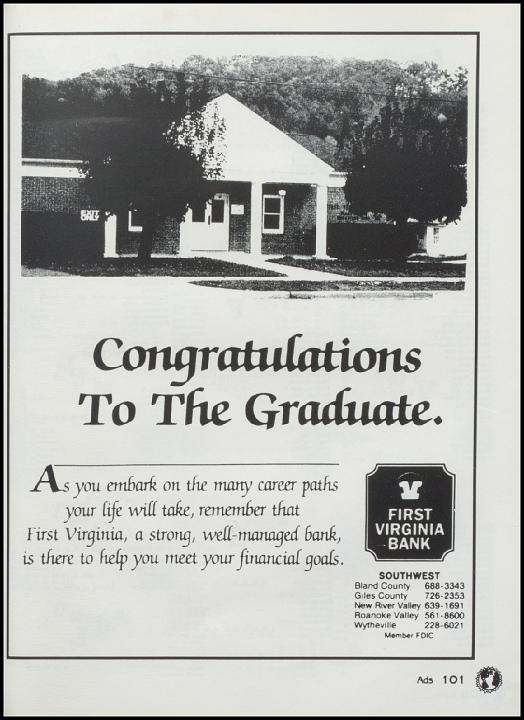 EXIT
ONLY
Congratulations
To The Graduate.
As you embark on the many career paths
your life will take, remember that
First Virginia, a strong, well-managed bank,
is there to help you meet your financial goals.
FIRST
VIRGINIA
BANK
SOUTHWEST
Bland County 688-3343
Giles County 726-2353
New River Valley 639-1691
Roanoke Valley 561-8600
Wytheville 228-6021
Member FDIC
Ads 101